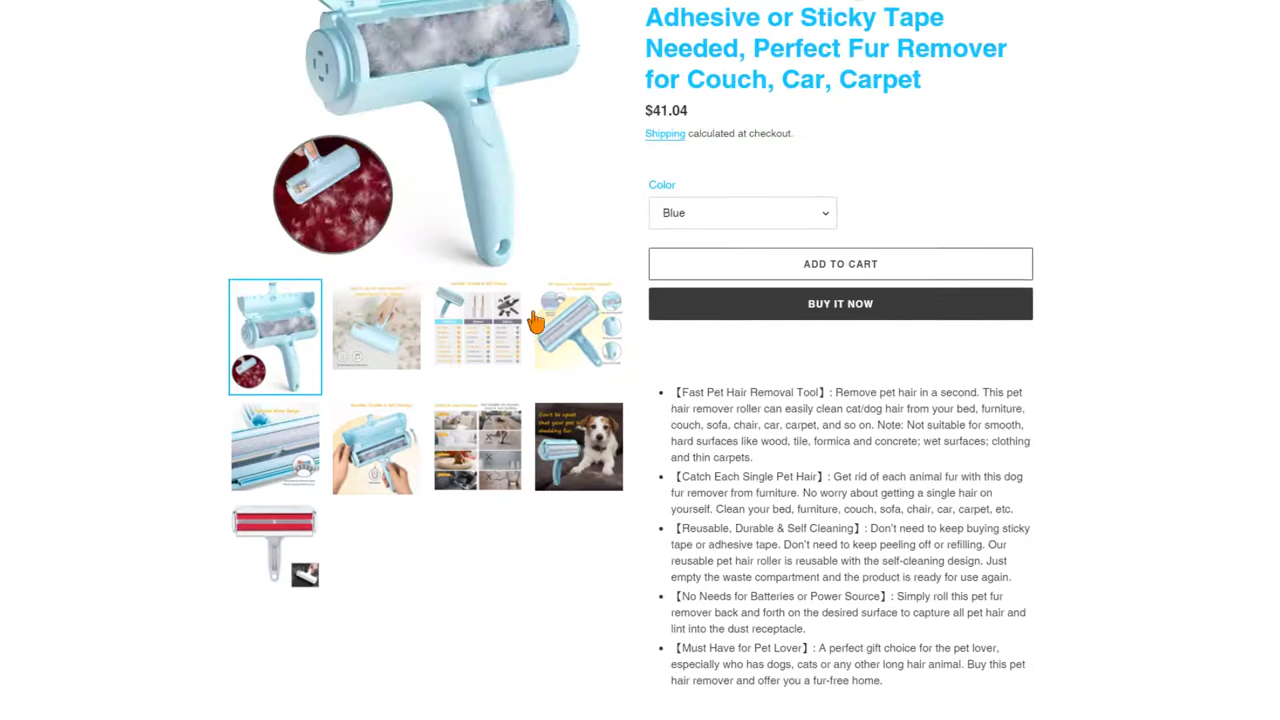 Adhesive or Sticky Tape
Needed, Perfect Fur Remover
for Couch, Car, Carpet
$41.04
Shipping calculated at checkout.
Color
Blue
ADD TO CART
BUY IT NOW
【Fast Pet Hair Removal Tool】: Remove pet hair in a second. This pet
hair remover roller can easily clean cat/dog hair from your bed, furniture,
couch, sofa, chair, car, carpet, and so on. Note: Not suitable for smooth,
hard surfaces like wood, tile, formica and concrete; wet surfaces; clothing
and thin carpets.
【Catch Each Single Pet Hair】: Get rid of each animal fur with this dog
fur remover from furniture. No worry about getting a single hair on
yourself. Clean your bed, furniture, couch, sofa, chair, car, carpet, etc.
【Reusable, Durable & Self Cleaning】: Don't need to keep buying sticky
tape or adhesive tape. Don't need to keep peeling off or refilling. Our
reusable pet hair roller is reusable with the self-cleaning design. Just
empty the waste compartment and the product is ready for use again.
【No Needs for Batteries or Power Source】: Simply roll this pet fur
remover back and forth on the desired surface to capture all pet hair and
lint into the dust receptacle.
【Must Have for Pet Lover】: A perfect gift choice for the pet lover,
especially who has dogs, cats or any other long hair animal. Buy this pet
hair remover and offer you a fur-free home.
Don't be upset
that your pet is
shedding fur